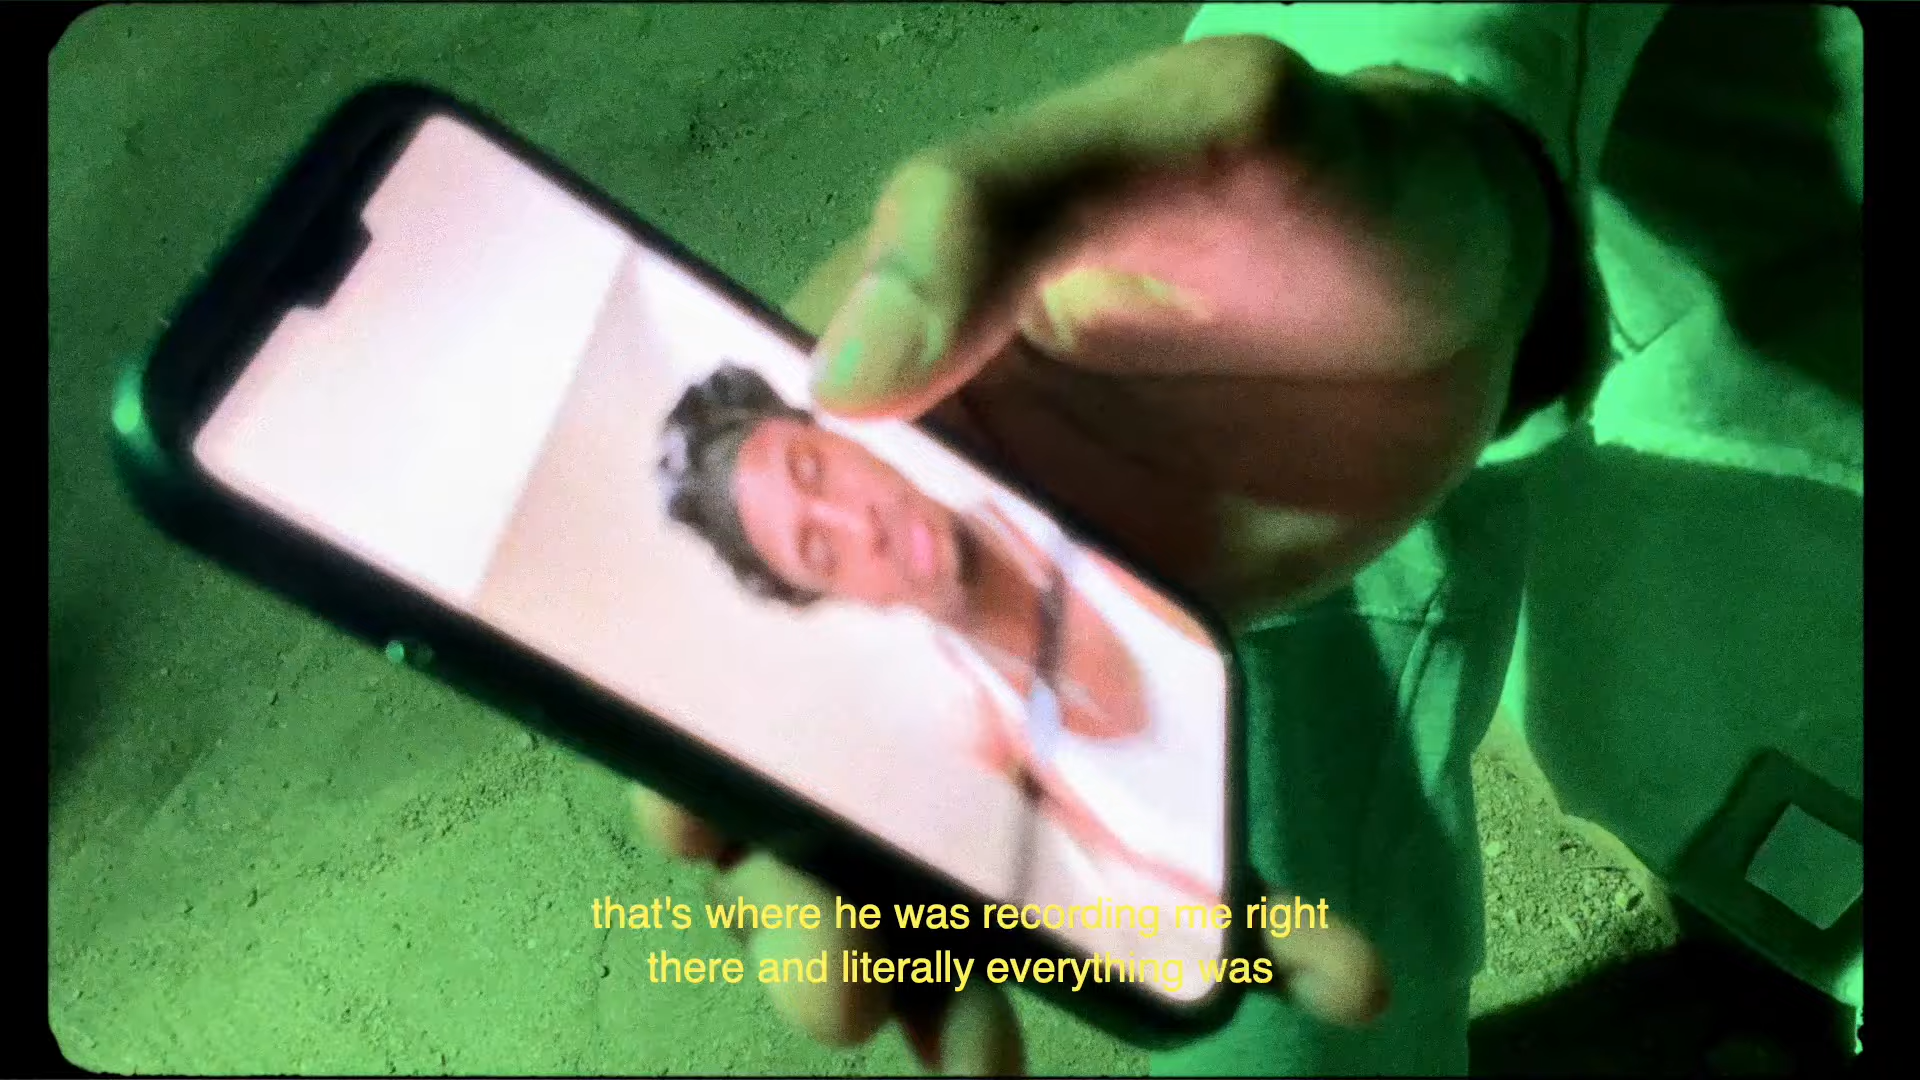 that's where he was recording me right
there and literally everything was